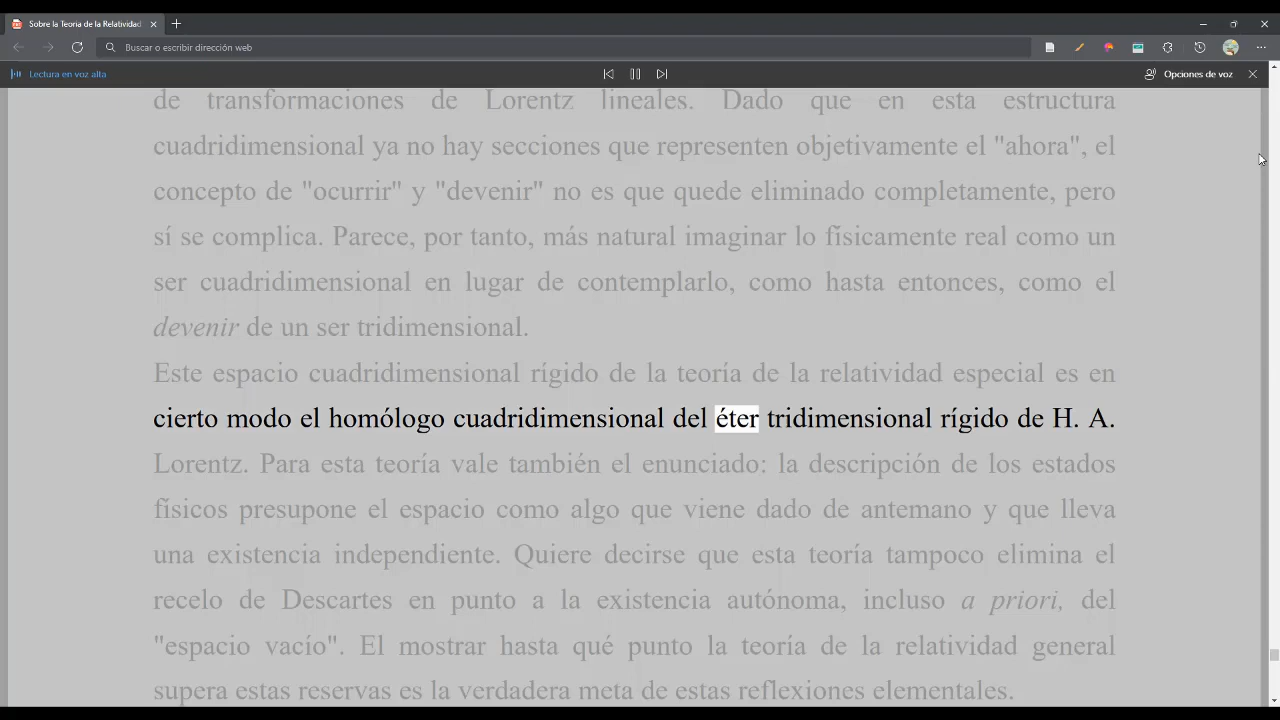 Sobre la Teoría de la Relatividad
Buscar o escribir dirección web
Lectura en voz alta
Opciones de voz
de transformaciones de Lorentz lineales. Dado que en esta estructura
cuadridimensional ya no hay secciones que representen objetivamente el "ahora", el
concepto de "ocurrir" y "devenir" no es que quede eliminado completamente, pero
sí se complica. Parece, por tanto, más natural imaginar lo físicamente real como un
ser cuadridimensional en lugar de contemplarlo, como hasta entonces, como el
devenir de un ser tridimensional.
Este espacio cuadridimensional rígido de la teoría de la relatividad especial es en
cierto modo el homólogo cuadridimensional del éter tridimensional rígido de H. A.
Lorentz. Para esta teoría vale también el enunciado: la descripción de los estados
físicos presupone el espacio como algo que viene dado de antemano y que lleva
una existencia independiente. Quiere decirse que esta teoría tampoco elimina el
recelo de Descartes en punto a la existencia autónoma, incluso a priori, del
"espacio vacío". El mostrar hasta qué punto la teoría de la relatividad general
supera estas reservas es la verdadera meta de estas reflexiones elementales.